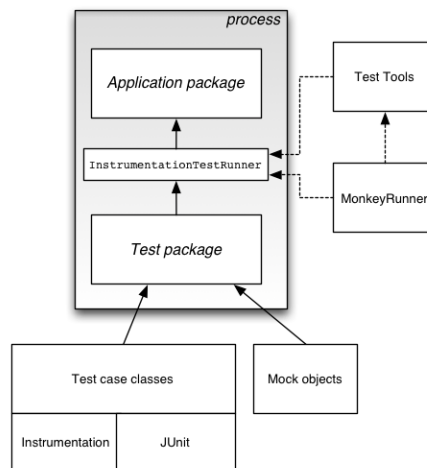 process
Application package
Test Tools
InstrumentationTestRunner
MonkeyRunner
Test package
Test case classes
Mock objects
Instrumentation
JUnit